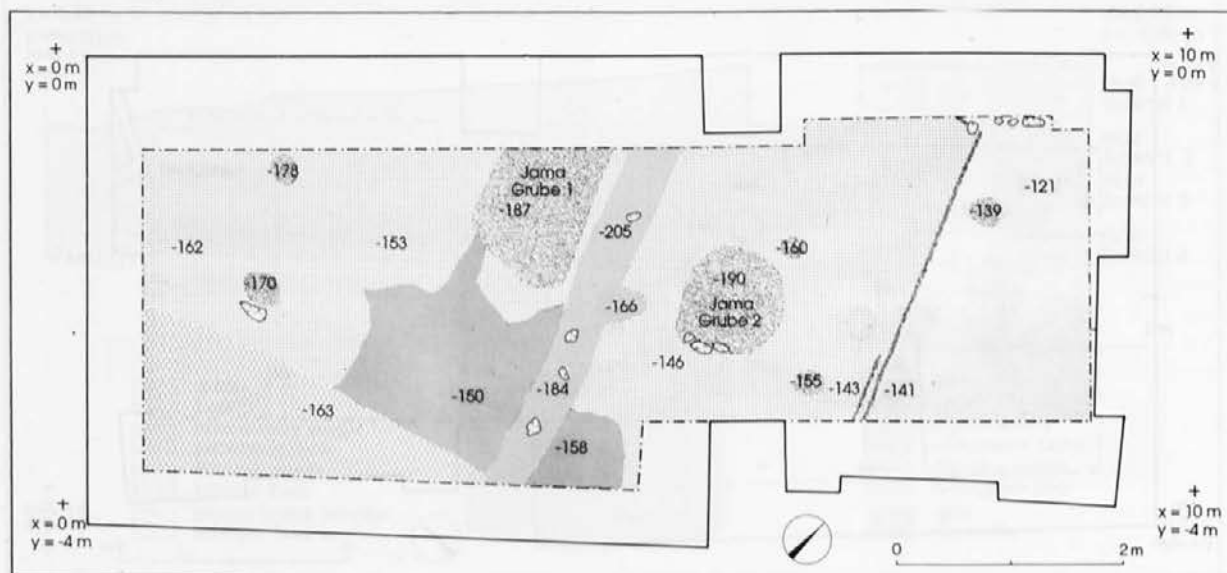 x = 0 m
y = 0 m
x = 10 m
y = 0 m
-178
Jama
Grube 1
-187
-121
-139
-205
-162
-153
-160
-170
-190
Jama
Grube 2
-166
-146
-155
-143
-141
-150
-184
-163
-158
x = 0 m
y = -4 m
x = 10 m
y = -4 m
0
2 m